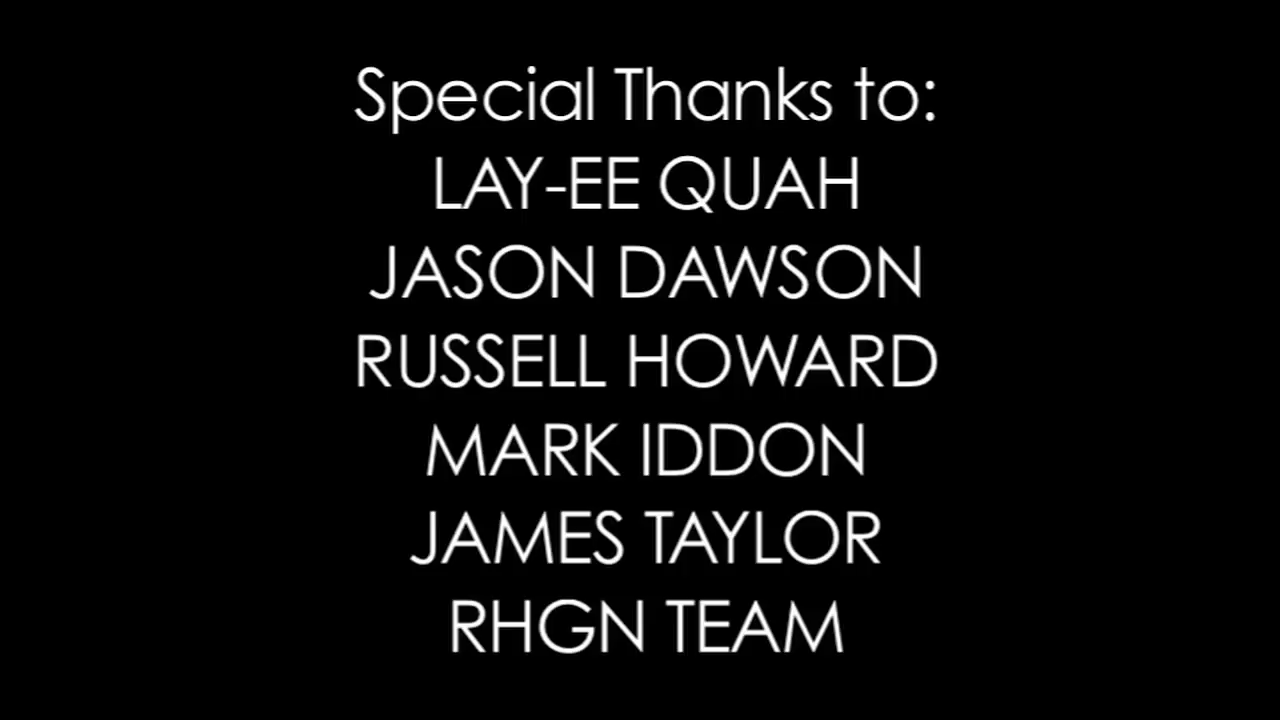 Special Thanks to:
LAY-EE QUAH
JASON DAWSON
RUSSELL HOWARD
MARK IDDON
JAMES TAYLOR
RHGN TEAM